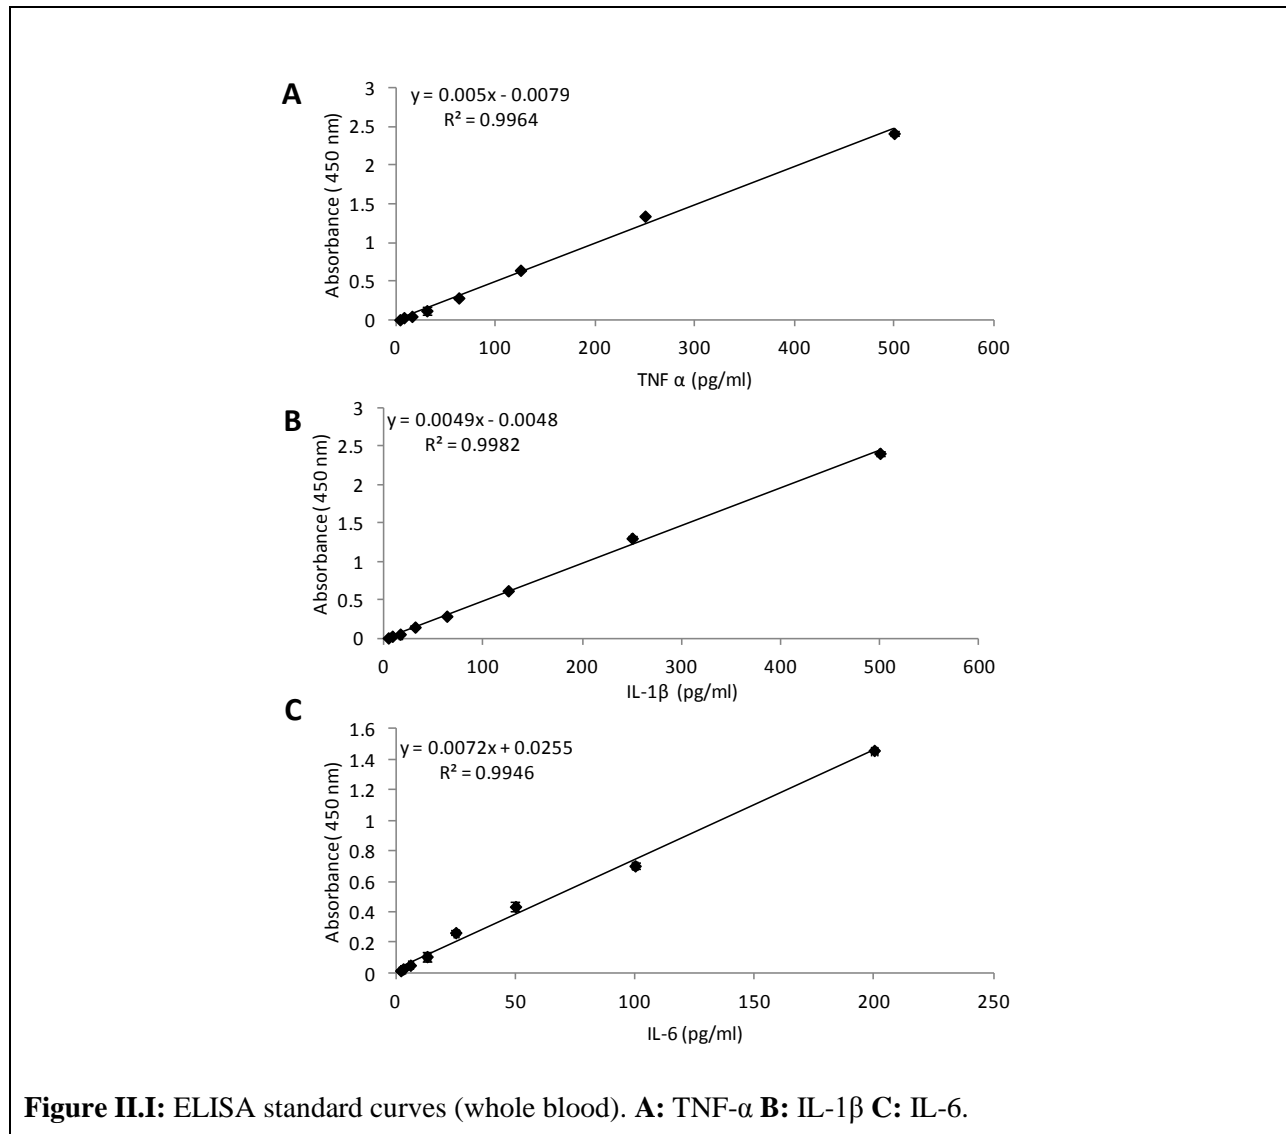 A
y = 0.005x - 0.0079
R² = 0.9964
3
2.5
2
1.5
1
0.5
0
Absorbance ( 450 nm)
0 100 200 300 400 500 600
TNF α (pg/ml)
B
y = 0.0049x - 0.0048
R² = 0.9982
3
2.5
2
1.5
1
0.5
0
Absorbance( 450 nm)
0 100 200 300 400 500 600
IL-1β (pg/ml)
C
y = 0.0072x + 0.0255
R² = 0.9946
1.6
1.4
1.2
1
0.8
0.6
0.4
0.2
0
Absorbance( 450 nm)
0 50 100 150 200 250
IL-6 (pg/ml)
Figure II.I: ELISA standard curves (whole blood). A: TNF-α B: IL-1β C: IL-6.